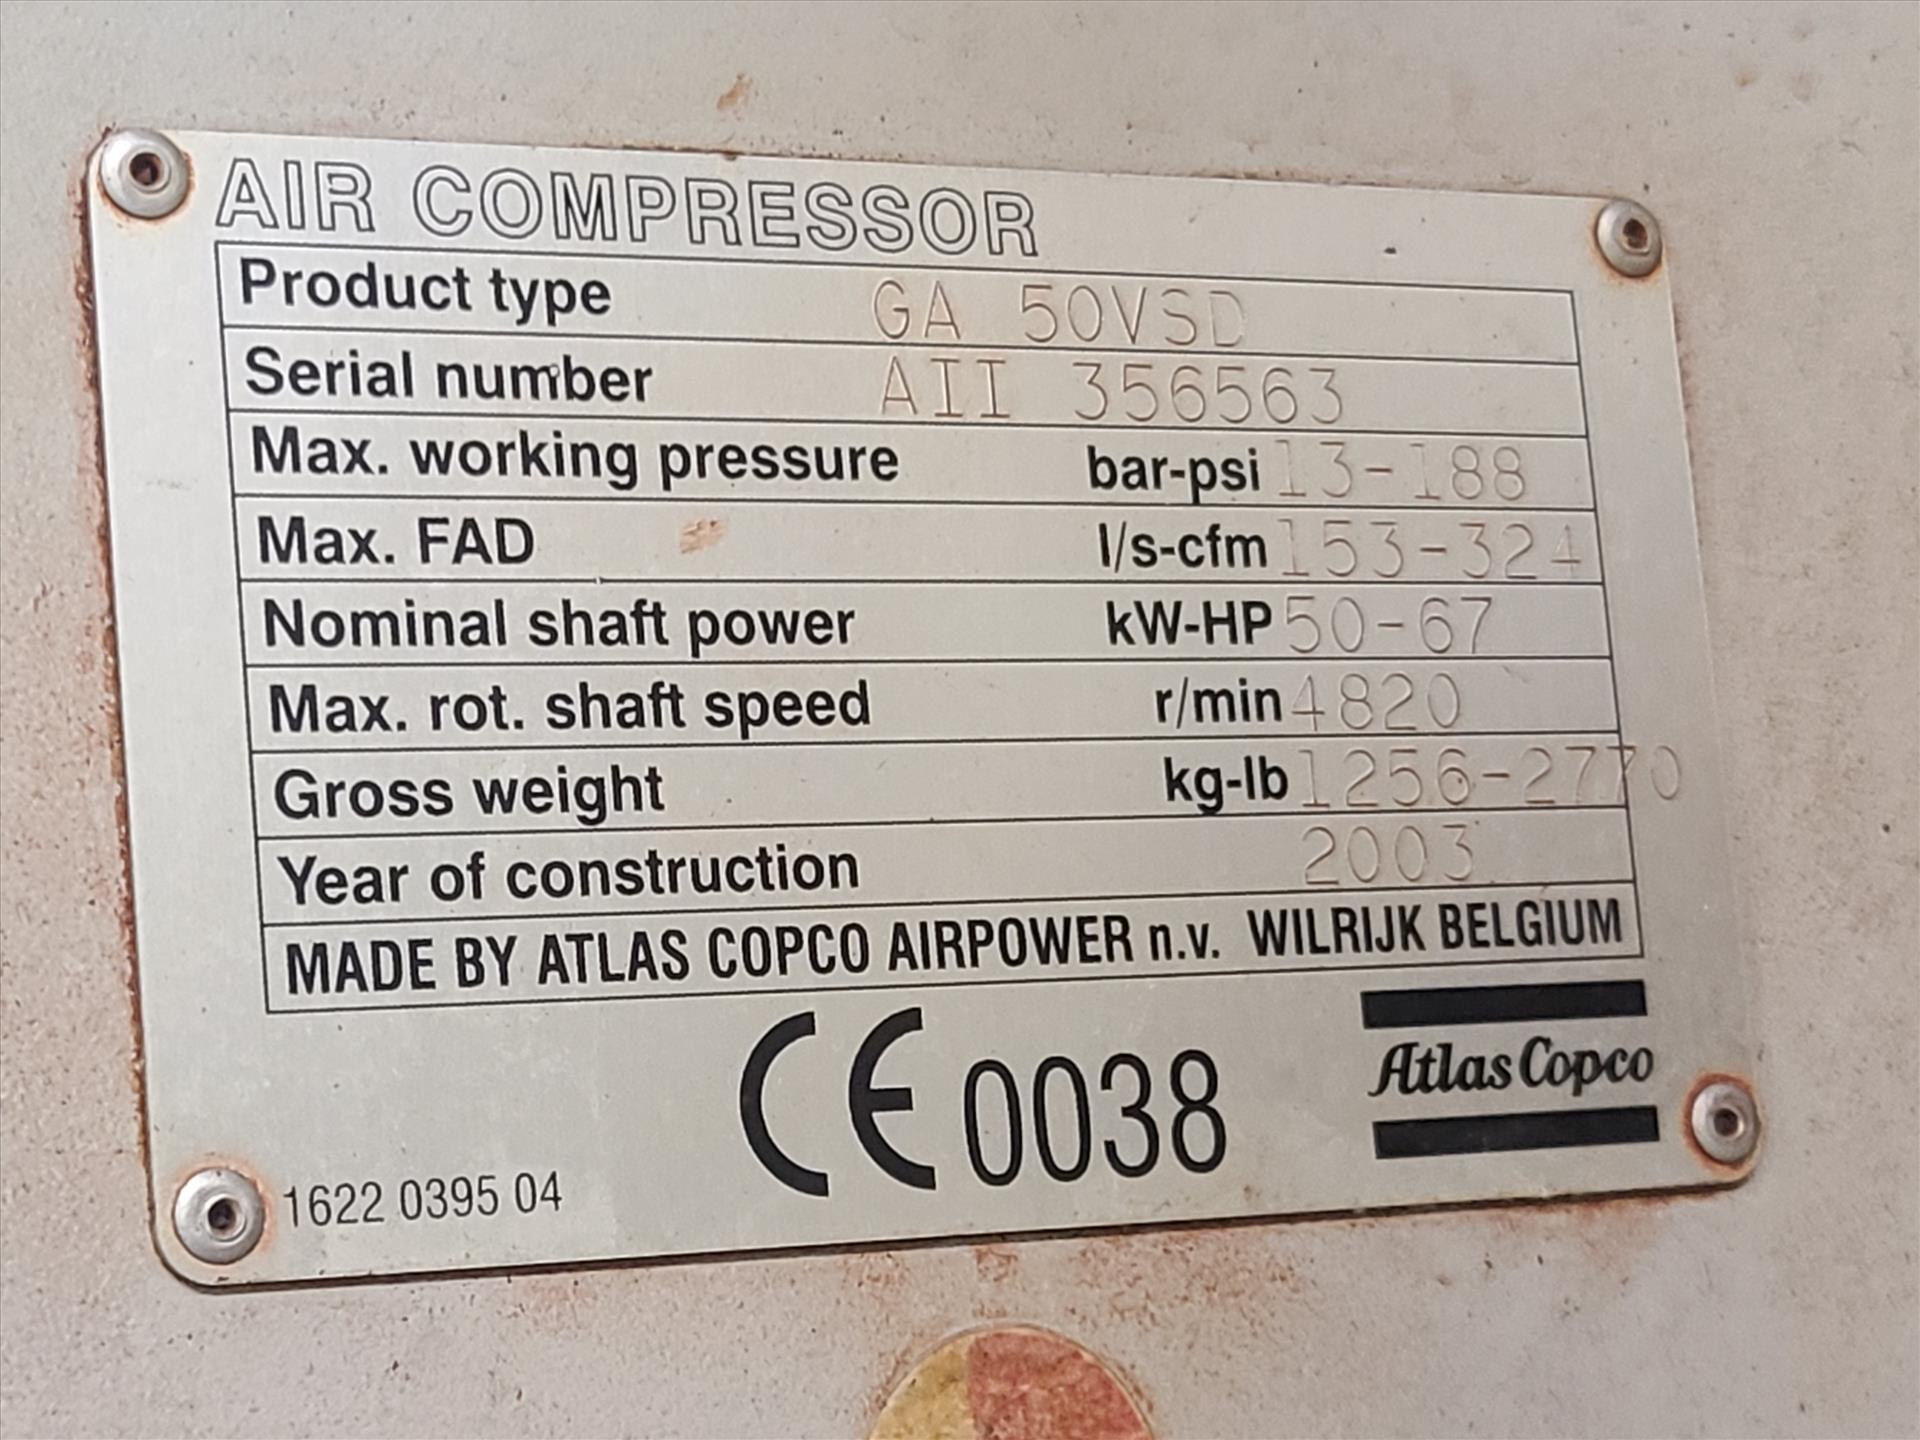 AIR COMPRESSOR
Product type GA 50VSD
Serial number AII 356563
Max. working pressure bar-psi 13-188
Max. FAD l/s-cfm 153-324
Nominal shaft power kW-HP 50-67
Max. rot. shaft speed r/min 4820
Gross weight kg-lb 1256-2770
Year of construction 2003
MADE BY ATLAS COPCO AIRPOWER n.v. WILRIJK BELGIUM
CE 0038
Atlas Copco
1622 0395 04